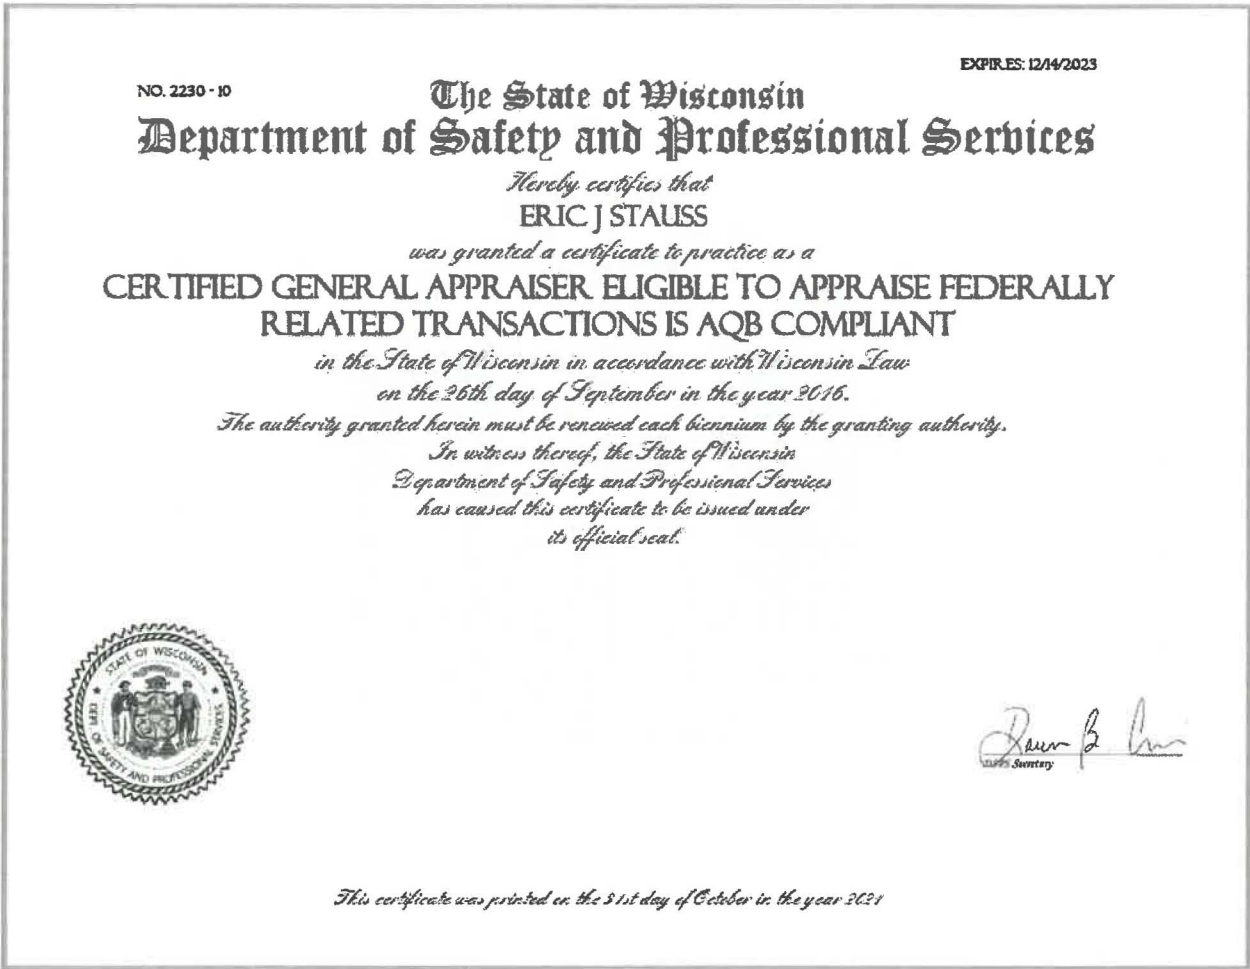 EXPIRES: 12/14/2023
NO. 2230 - 10
The State of Wisconsin
Department of Safety and Professional Services
Hereby certifies that
ERIC J STAUSS
was granted a certificate to practice as a
CERTIFIED GENERAL APPRAISER ELIGIBLE TO APPRAISE FEDERALLY
RELATED TRANSACTIONS IS AQB COMPLIANT
in the State of Wisconsin in accordance with Wisconsin Law
on the 26th day of September in the year 2016.
The authority granted herein must be renewed each biennium by the granting authority.
In witness thereof, the State of Wisconsin
Department of Safety and Professional Services
has caused this certificate to be issued under
its official seal.
STATE OF WISCONSIN
DEPT. OF SAFETY AND PROFESSIONAL SERVICES
Secretary
This certificate was printed on the 31st day of October in the year 2021